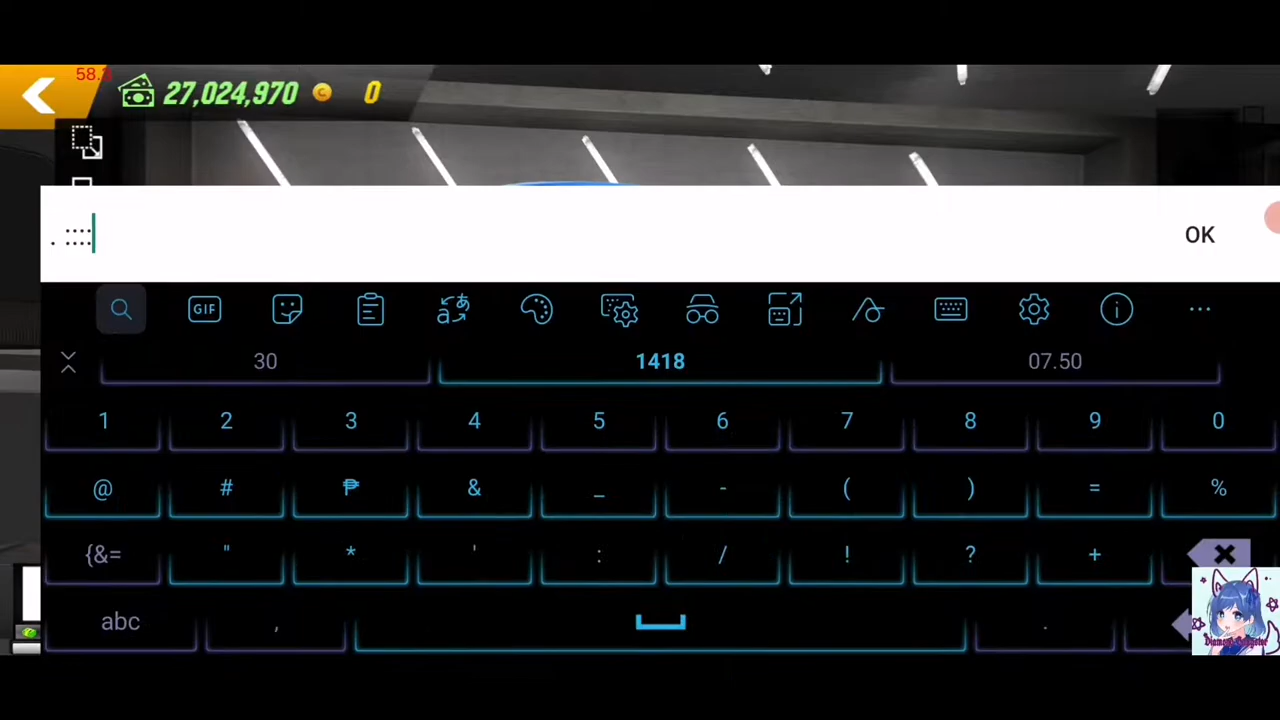 58.
27,024,970 C 0
. ::::
OK
GIF
30 1418 07.50
1 2 3 4 5 6 7 8 9 0
@ # ₱ & _ - ( ) = %
{&= " * ' : / ! ? +
abc , .